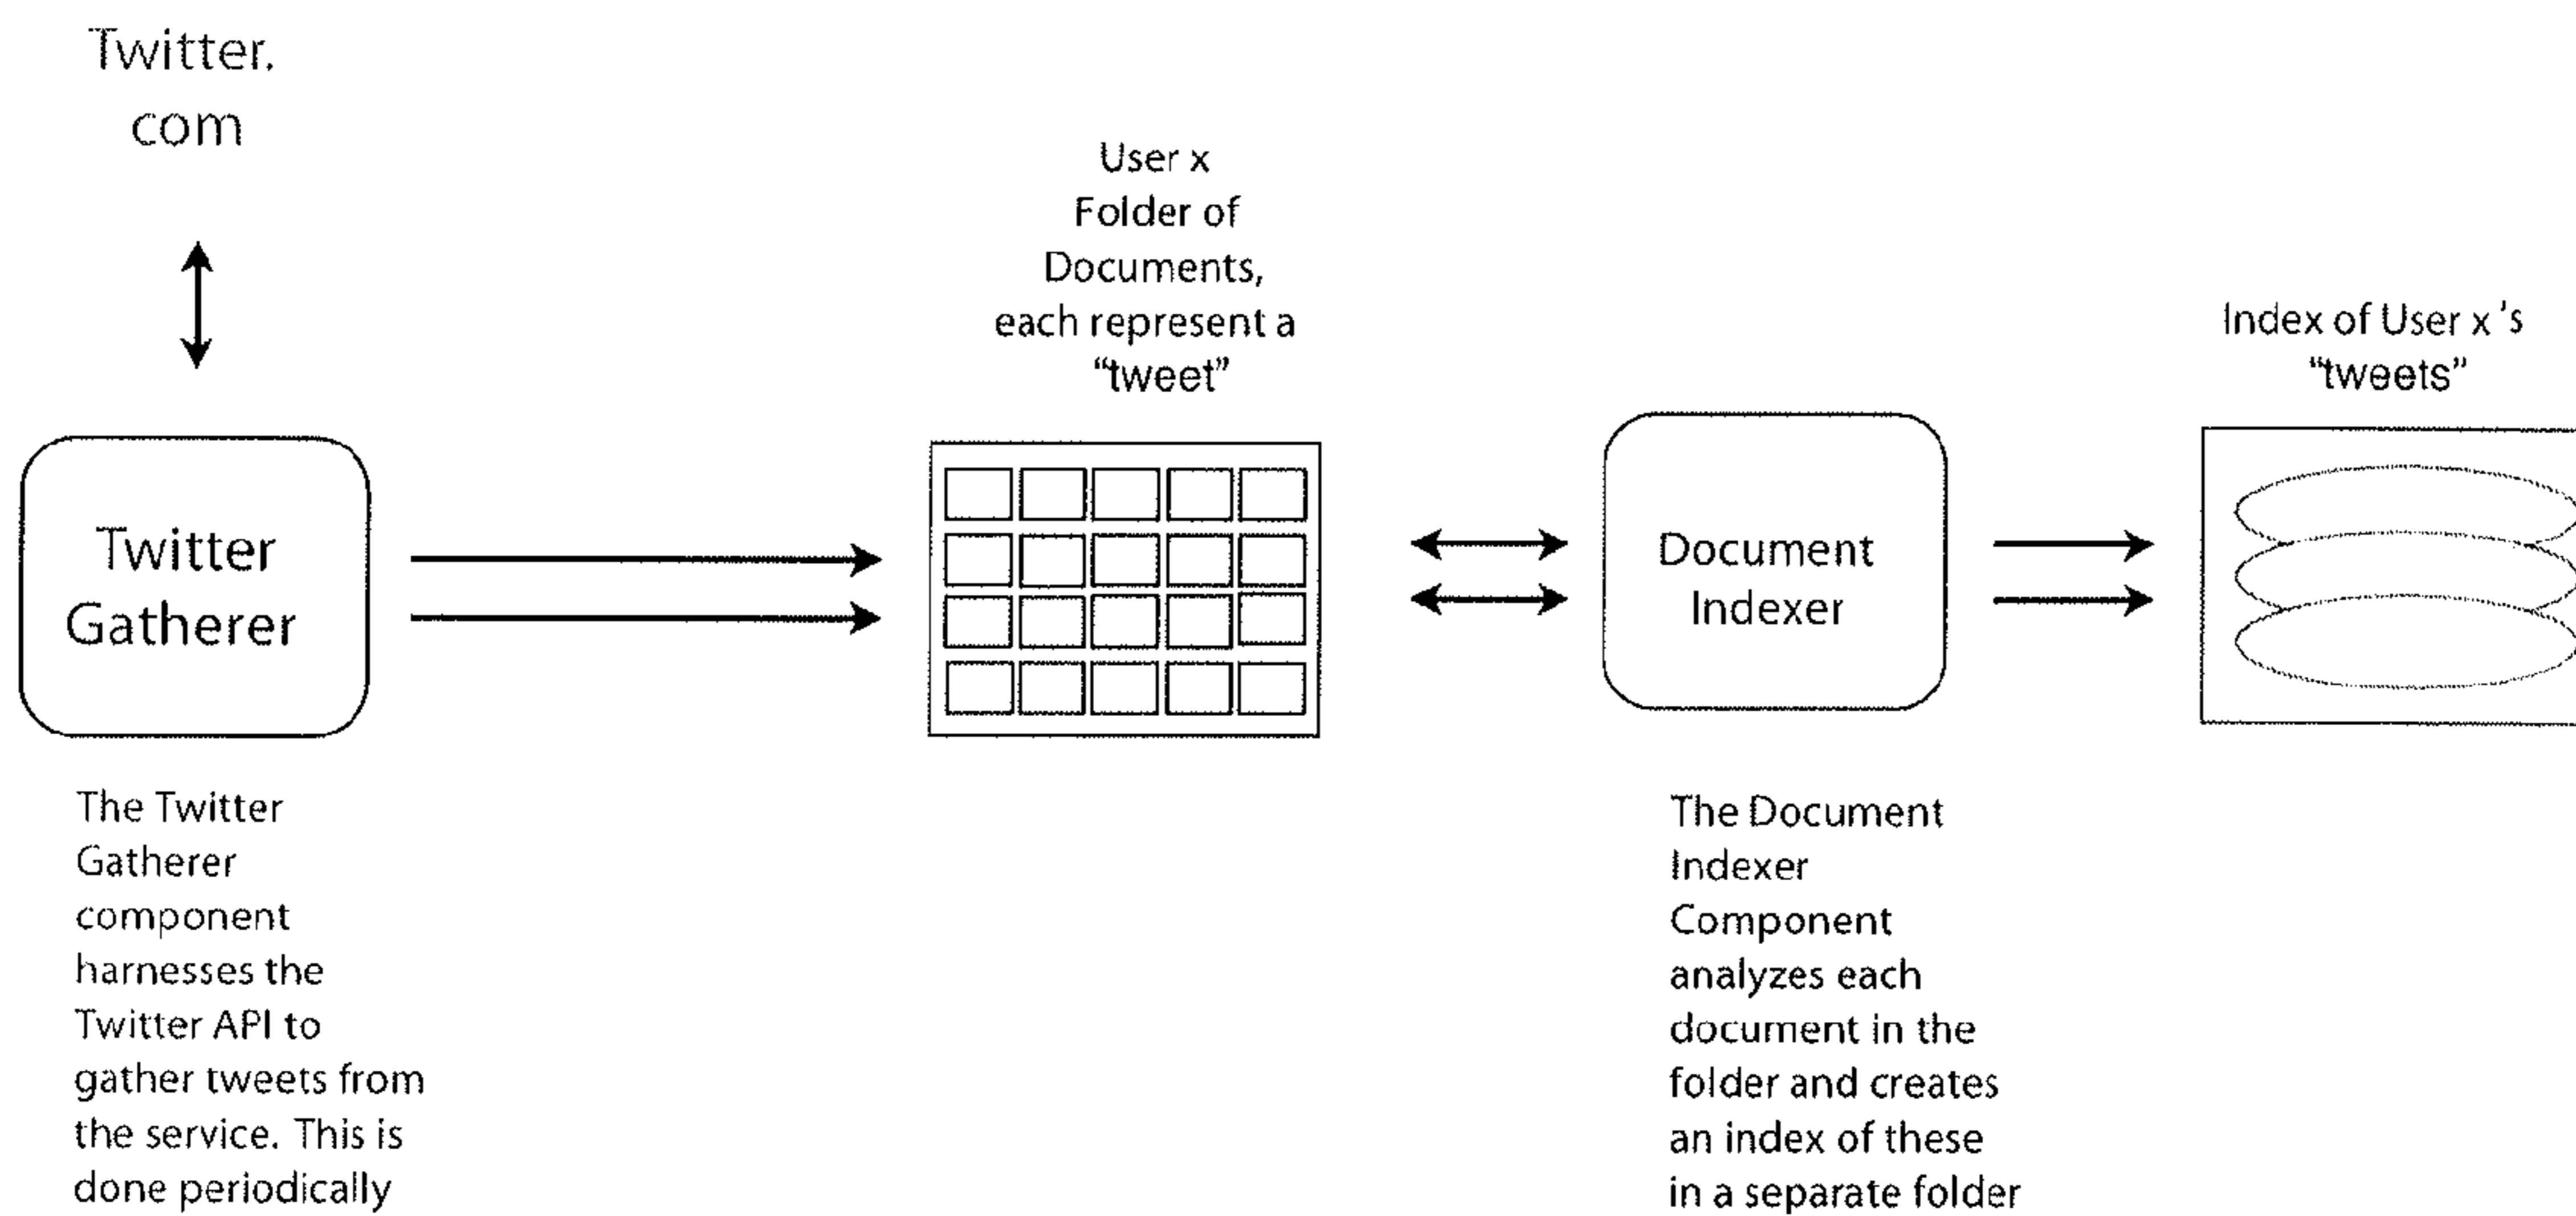 Twitter.
com
User x
Folder of
Documents,
each represent a
“tweet”
Index of User x 's
“tweets”
Twitter
Gatherer
Document
Indexer
The Twitter
Gatherer
component
harnesses the
Twitter API to
gather tweets from
the service. This is
done periodically
The Document
Indexer
Component
analyzes each
document in the
folder and creates
an index of these
in a separate folder